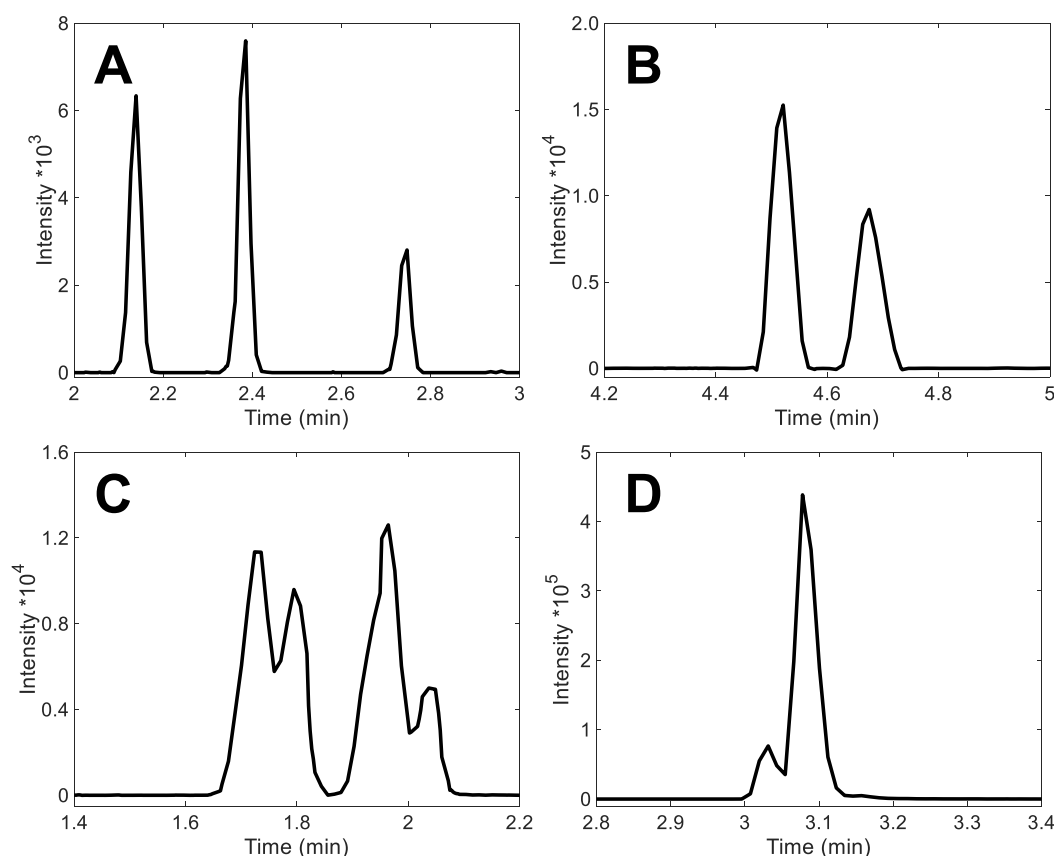 A
8
6
4
2
0
Intensity *10^3
2 2.2 2.4 2.6 2.8 3
Time (min)
B
2.0
1.5
1.0
0.5
0
Intensity *10^4
4.2 4.4 4.6 4.8 5
Time (min)
C
1.6
1.2
0.8
0.4
0
Intensity *10^4
1.4 1.6 1.8 2 2.2
Time (min)
D
5
4
3
2
1
0
Intensity *10^5
2.8 2.9 3 3.1 3.2 3.3 3.4
Time (min)